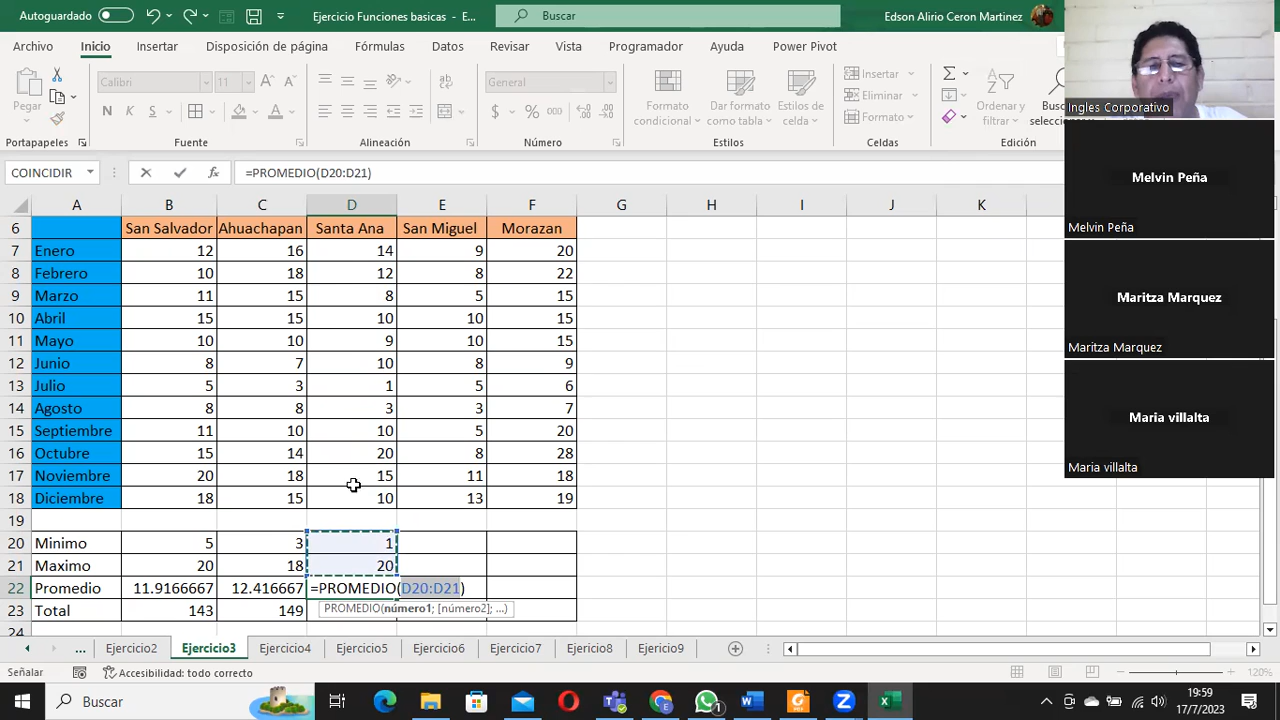 Autoguardado
Ejercicio Funciones basicas - E...
Buscar
Edson Alirio Ceron Martinez
Archivo Inicio Insertar Disposición de página Fórmulas Datos Revisar Vista Programador Ayuda Power Pivot
Pegar
Calibri 11
General
N K S
Formato condicional
Dar formato como tabla
Estilos de celda
Insertar
Eliminar
Formato
Ordenar y filtrar
Portapapeles Fuente Alineación Número Estilos Celdas Edición
COINCIDIR =PROMEDIO(D20:D21)
A B C D E F G H I J K
6 San Salvador Ahuachapan Santa Ana San Miguel Morazan
7 Enero 12 16 14 9 20
8 Febrero 10 18 12 8 22
9 Marzo 11 15 8 5 15
10 Abril 15 15 10 10 15
11 Mayo 10 10 9 10 15
12 Junio 8 7 10 8 9
13 Julio 5 3 1 5 6
14 Agosto 8 8 3 3 7
15 Septiembre 11 10 10 5 20
16 Octubre 15 14 20 8 28
17 Noviembre 20 18 15 11 18
18 Diciembre 18 15 10 13 19
19
20 Minimo 5 3 1
21 Maximo 20 18 20
22 Promedio 11.9166667 12.416667 =PROMEDIO(D20:D21)
23 Total 143 149 PROMEDIO(número1; [número2]; ...)
24
... Ejercicio2 Ejercicio3 Ejercicio4 Ejercicio5 Ejercicio6 Ejercicio7 Ejericio8 Ejericio9
Señalar Accesibilidad: todo correcto 120%
Buscar
19:59
17/7/2023
Ingles Corporativo
Melvin Peña
Melvin Peña
Maritza Marquez
Maritza Marquez
Maria villalta
Maria villalta